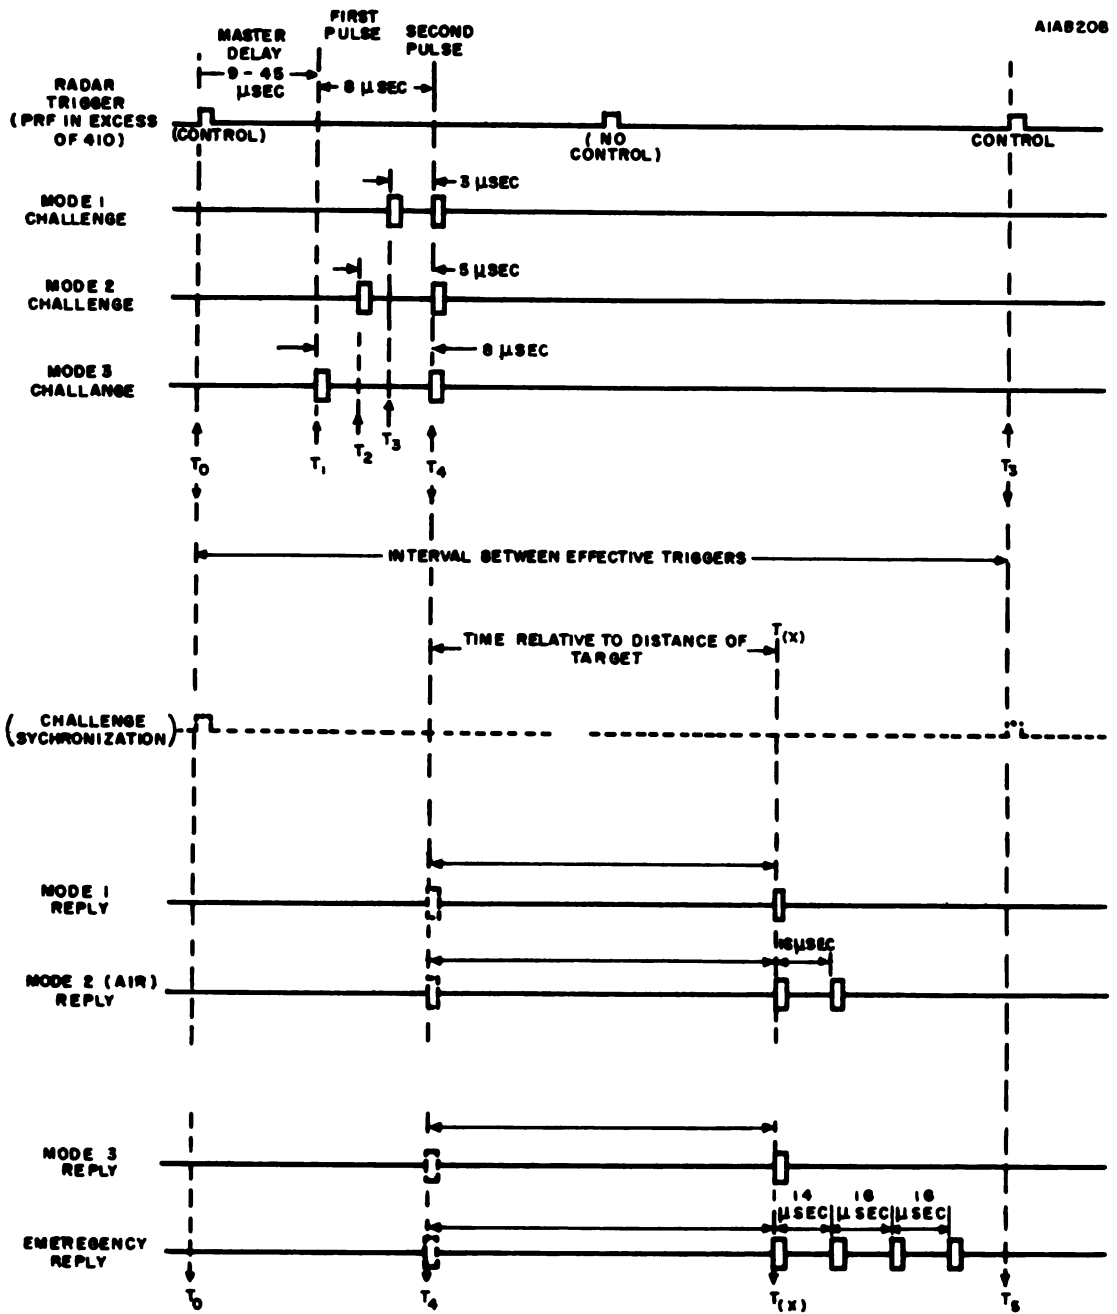 FIRST
PULSE
SECOND
PULSE
A1AB208
MASTER
DELAY
9 - 45
μSEC
8 μSEC
RADAR
TRIGGER
(PRF IN EXCESS
OF 410)
(CONTROL)
(NO
CONTROL)
CONTROL
MODE 1
CHALLENGE
3 μSEC
MODE 2
CHALLENGE
5 μSEC
MODE 3
CHALLANGE
8 μSEC
T0
T1
T2
T3
T4
T3
INTERVAL BETWEEN EFFECTIVE TRIGGERS
TIME RELATIVE TO DISTANCE OF
TARGET
T(X)
(CHALLENGE
(SYCHRONIZATION)
MODE 1
REPLY
MODE 2 (AIR)
REPLY
16μSEC
MODE 3
REPLY
14
μSEC
16
μSEC
16
μSEC
EMEREGENCY
REPLY
T0
T4
T(X)
T5